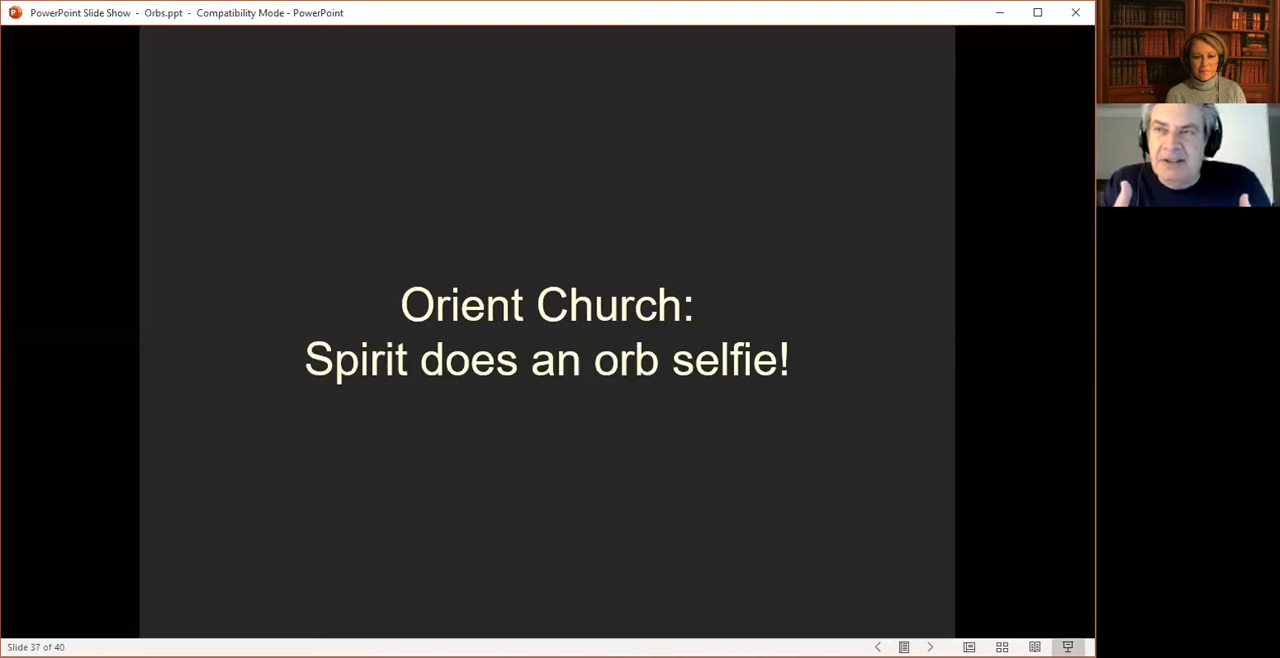 PowerPoint Slide Show - Orbs.ppt - Compatibility Mode - PowerPoint
Orient Church:
Spirit does an orb selfie!
Slide 37 of 40